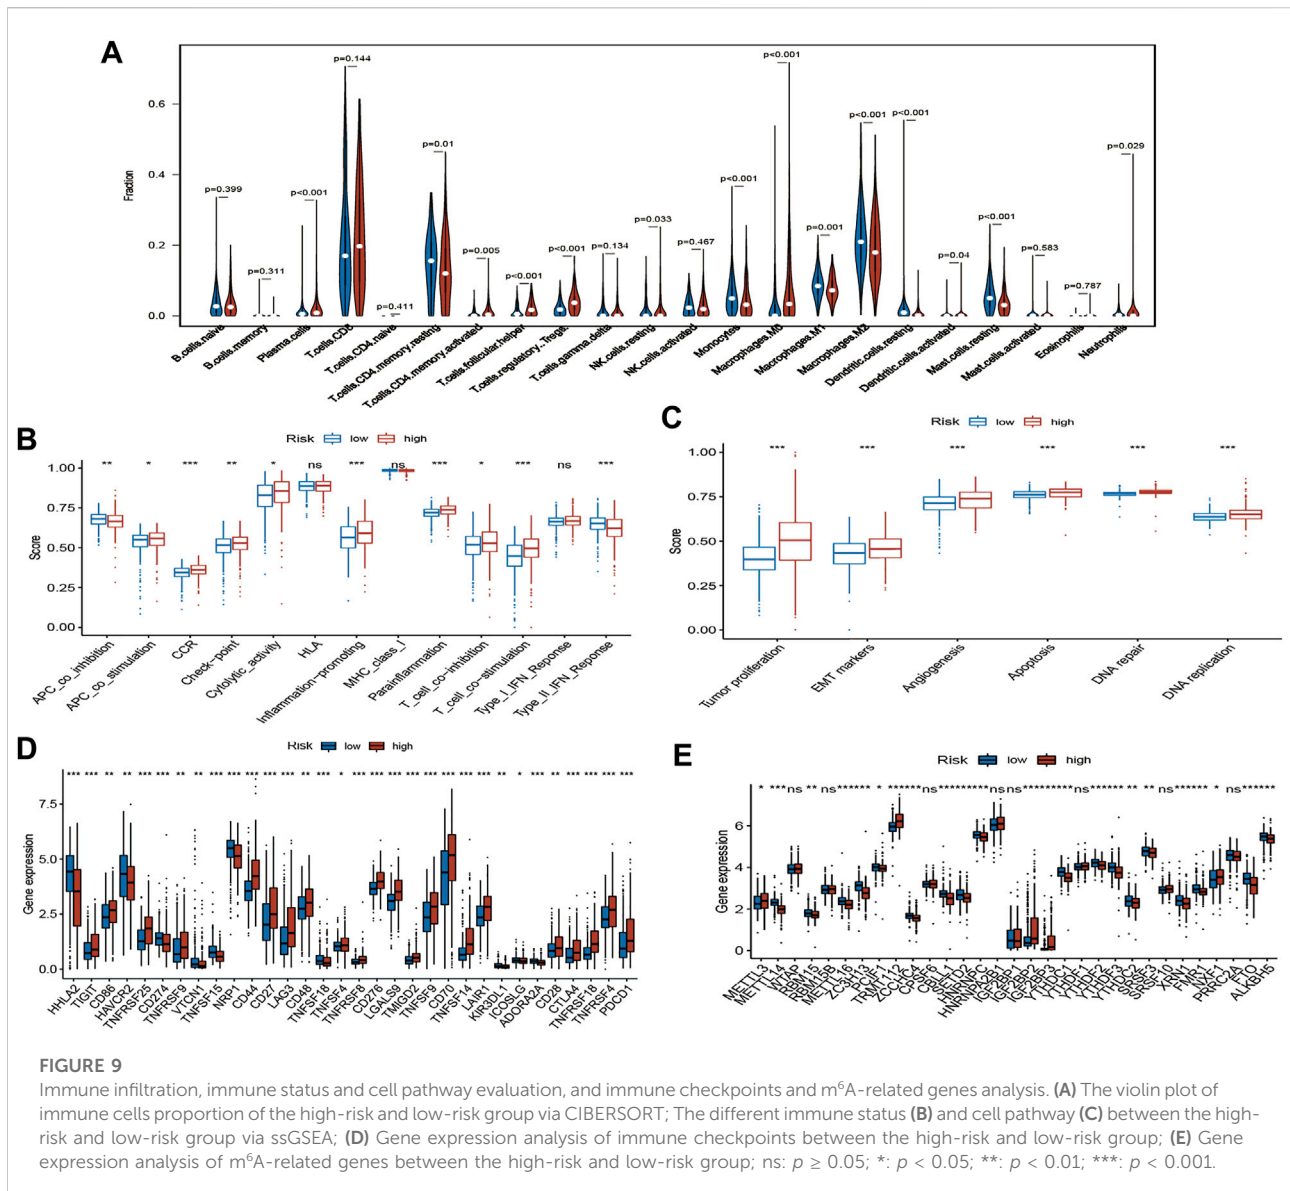 A
p=0.399
p=0.311
p<0.001
p=0.144
p=0.411
p=0.01
p=0.005
p<0.001
p<0.001
p=0.134
p=0.033
p=0.467
p<0.001
p<0.001
p=0.001
p<0.001
p<0.001
p=0.04
p<0.001
p=0.583
p=0.787
p=0.029
Fraction
0.6
0.4
0.2
0.0
B.cells.naive
B.cells.memory
Plasma.cells
T.cells.CD8
T.cells.CD4.naive
T.cells.CD4.memory.resting
T.cells.CD4.memory.activated
T.cells.follicular.helper
T.cells.regulatory..Tregs.
T.cells.gamma.delta
NK.cells.resting
NK.cells.activated
Monocytes
Macrophages.M0
Macrophages.M1
Macrophages.M2
Dendritic.cells.resting
Dendritic.cells.activated
Mast.cells.resting
Mast.cells.activated
Eosinophils
Neutrophils
B
Risk low high
** * *** ** * ns *** ns *** * *** ns ***
Score
1.00
0.75
0.50
0.25
0.00
APC_co_inhibition
APC_co_stimulation
CCR
Check-point
Cytolytic_activity
HLA
Inflammation-promoting
MHC_class_I
Parainflammation
T_cell_co-inhibition
T_cell_co-stimulation
Type_I_IFN_Reponse
Type_II_IFN_Reponse
C
Risk low high
*** *** *** *** *** ***
Score
1.00
0.75
0.50
0.25
0.00
Tumor proliferation
EMT markers
Angiogenesis
Apoptosis
DNA repair
DNA replication
D
Risk low high
*** *** ** ** *** *** ** ** *** *** *** *** *** ** *** * *** *** *** *** *** *** *** *** ** * *** ** *** *** *** ***
Gene expression
7.5
5.0
2.5
0.0
HHLA2
TIGIT
CD86
HAVCR2
TNFRSF25
CD274
TNFRSF9
VTCN1
TNFSF15
NRP1
CD44
CD27
LAG3
CD48
TNFSF18
TNFSF4
TNFRSF8
CD276
LGALS9
TMIGD2
TNFSF9
CD70
TNFSF14
LAIR1
KIR3DL1
ICOSLG
ADORA2A
CD28
CTLA4
TNFRSF18
TNFRSF4
PDCD1
E
Risk low high
Gene expression
6
4
2
0
METTL3
METTL14
WTAP
RBM15
RBM15B
METTL16
ZC3H13
PCIF1
TRMT112
ZCCHC4
CPSF6
CBLL1
SETD2
HNRNPC
HNRNPA2B1
IGF2BP1
IGF2BP2
IGF2BP3
YTHDC1
YTHDF1
YTHDF2
YTHDF3
YTHDC2
SRSF3
SRSF10
XRN1
FMR1
NXF1
PRRC2A
FTO
ALKBH5
FIGURE 9
Immune infiltration, immune status and cell pathway evaluation, and immune checkpoints and m⁶A-related genes analysis. (A) The violin plot of
immune cells proportion of the high-risk and low-risk group via CIBERSORT; The different immune status (B) and cell pathway (C) between the high-
risk and low-risk group via ssGSEA; (D) Gene expression analysis of immune checkpoints between the high-risk and low-risk group; (E) Gene
expression analysis of m⁶A-related genes between the high-risk and low-risk group; ns: p ≥ 0.05; *: p < 0.05; **: p < 0.01; ***: p < 0.001.